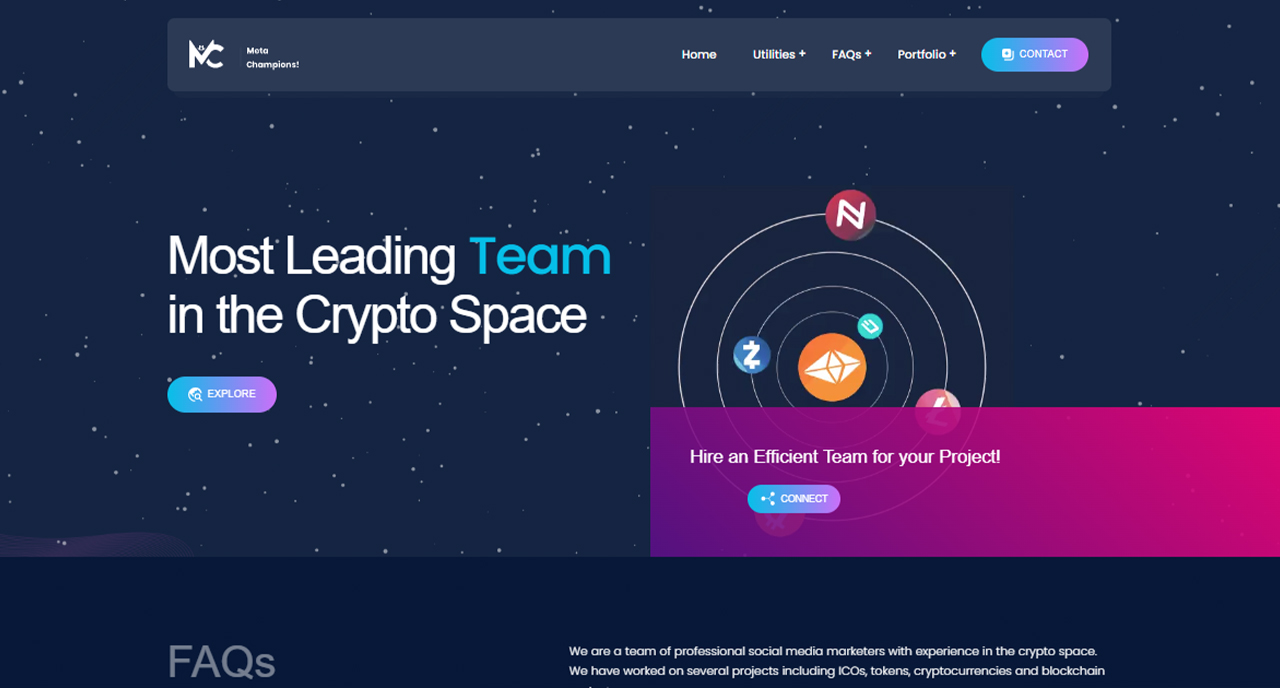 MC
Meta
Champions!
Home
Utilities +
FAQs +
Portfolio +
CONTACT
Most Leading Team
in the Crypto Space
EXPLORE
Hire an Efficient Team for your Project!
CONNECT
FAQs
We are a team of professional social media marketers with experience in the crypto space.
We have worked on several projects including ICOs, tokens, cryptocurrencies and blockchain